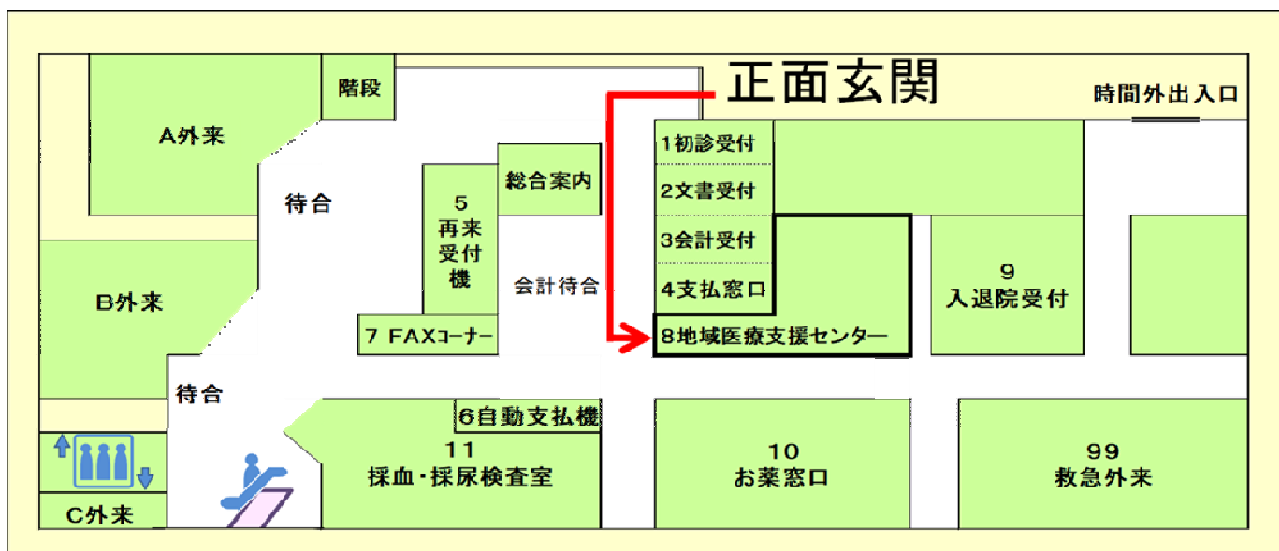 正面玄関
時間外出入口
階段
A外来
1初診受付
総合案内
2文書受付
待合
5
再来
受付
機
3会計受付
会計待合
4支払窓口
9
入退院受付
B外来
7 FAXコーナー
8地域医療支援センター
待合
6自動支払機
11
採血・採尿検査室
10
お薬窓口
99
救急外来
C外来